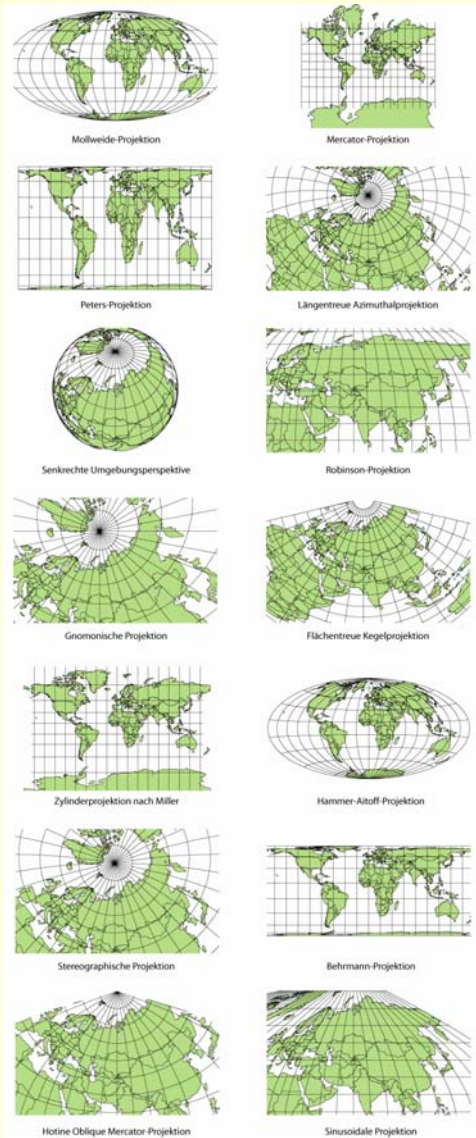 Mollweide-Projektion
Mercator-Projektion
Peters-Projektion
Längentreue Azimuthalprojektion
Senkrechte Umgebungsperspektive
Robinson-Projektion
Gnomonische Projektion
Flächentreue Kegelprojektion
Zylinderprojektion nach Miller
Hammer-Aitoff-Projektion
Stereographische Projektion
Behrmann-Projektion
Hotine Oblique Mercator-Projektion
Sinusoidale Projektion